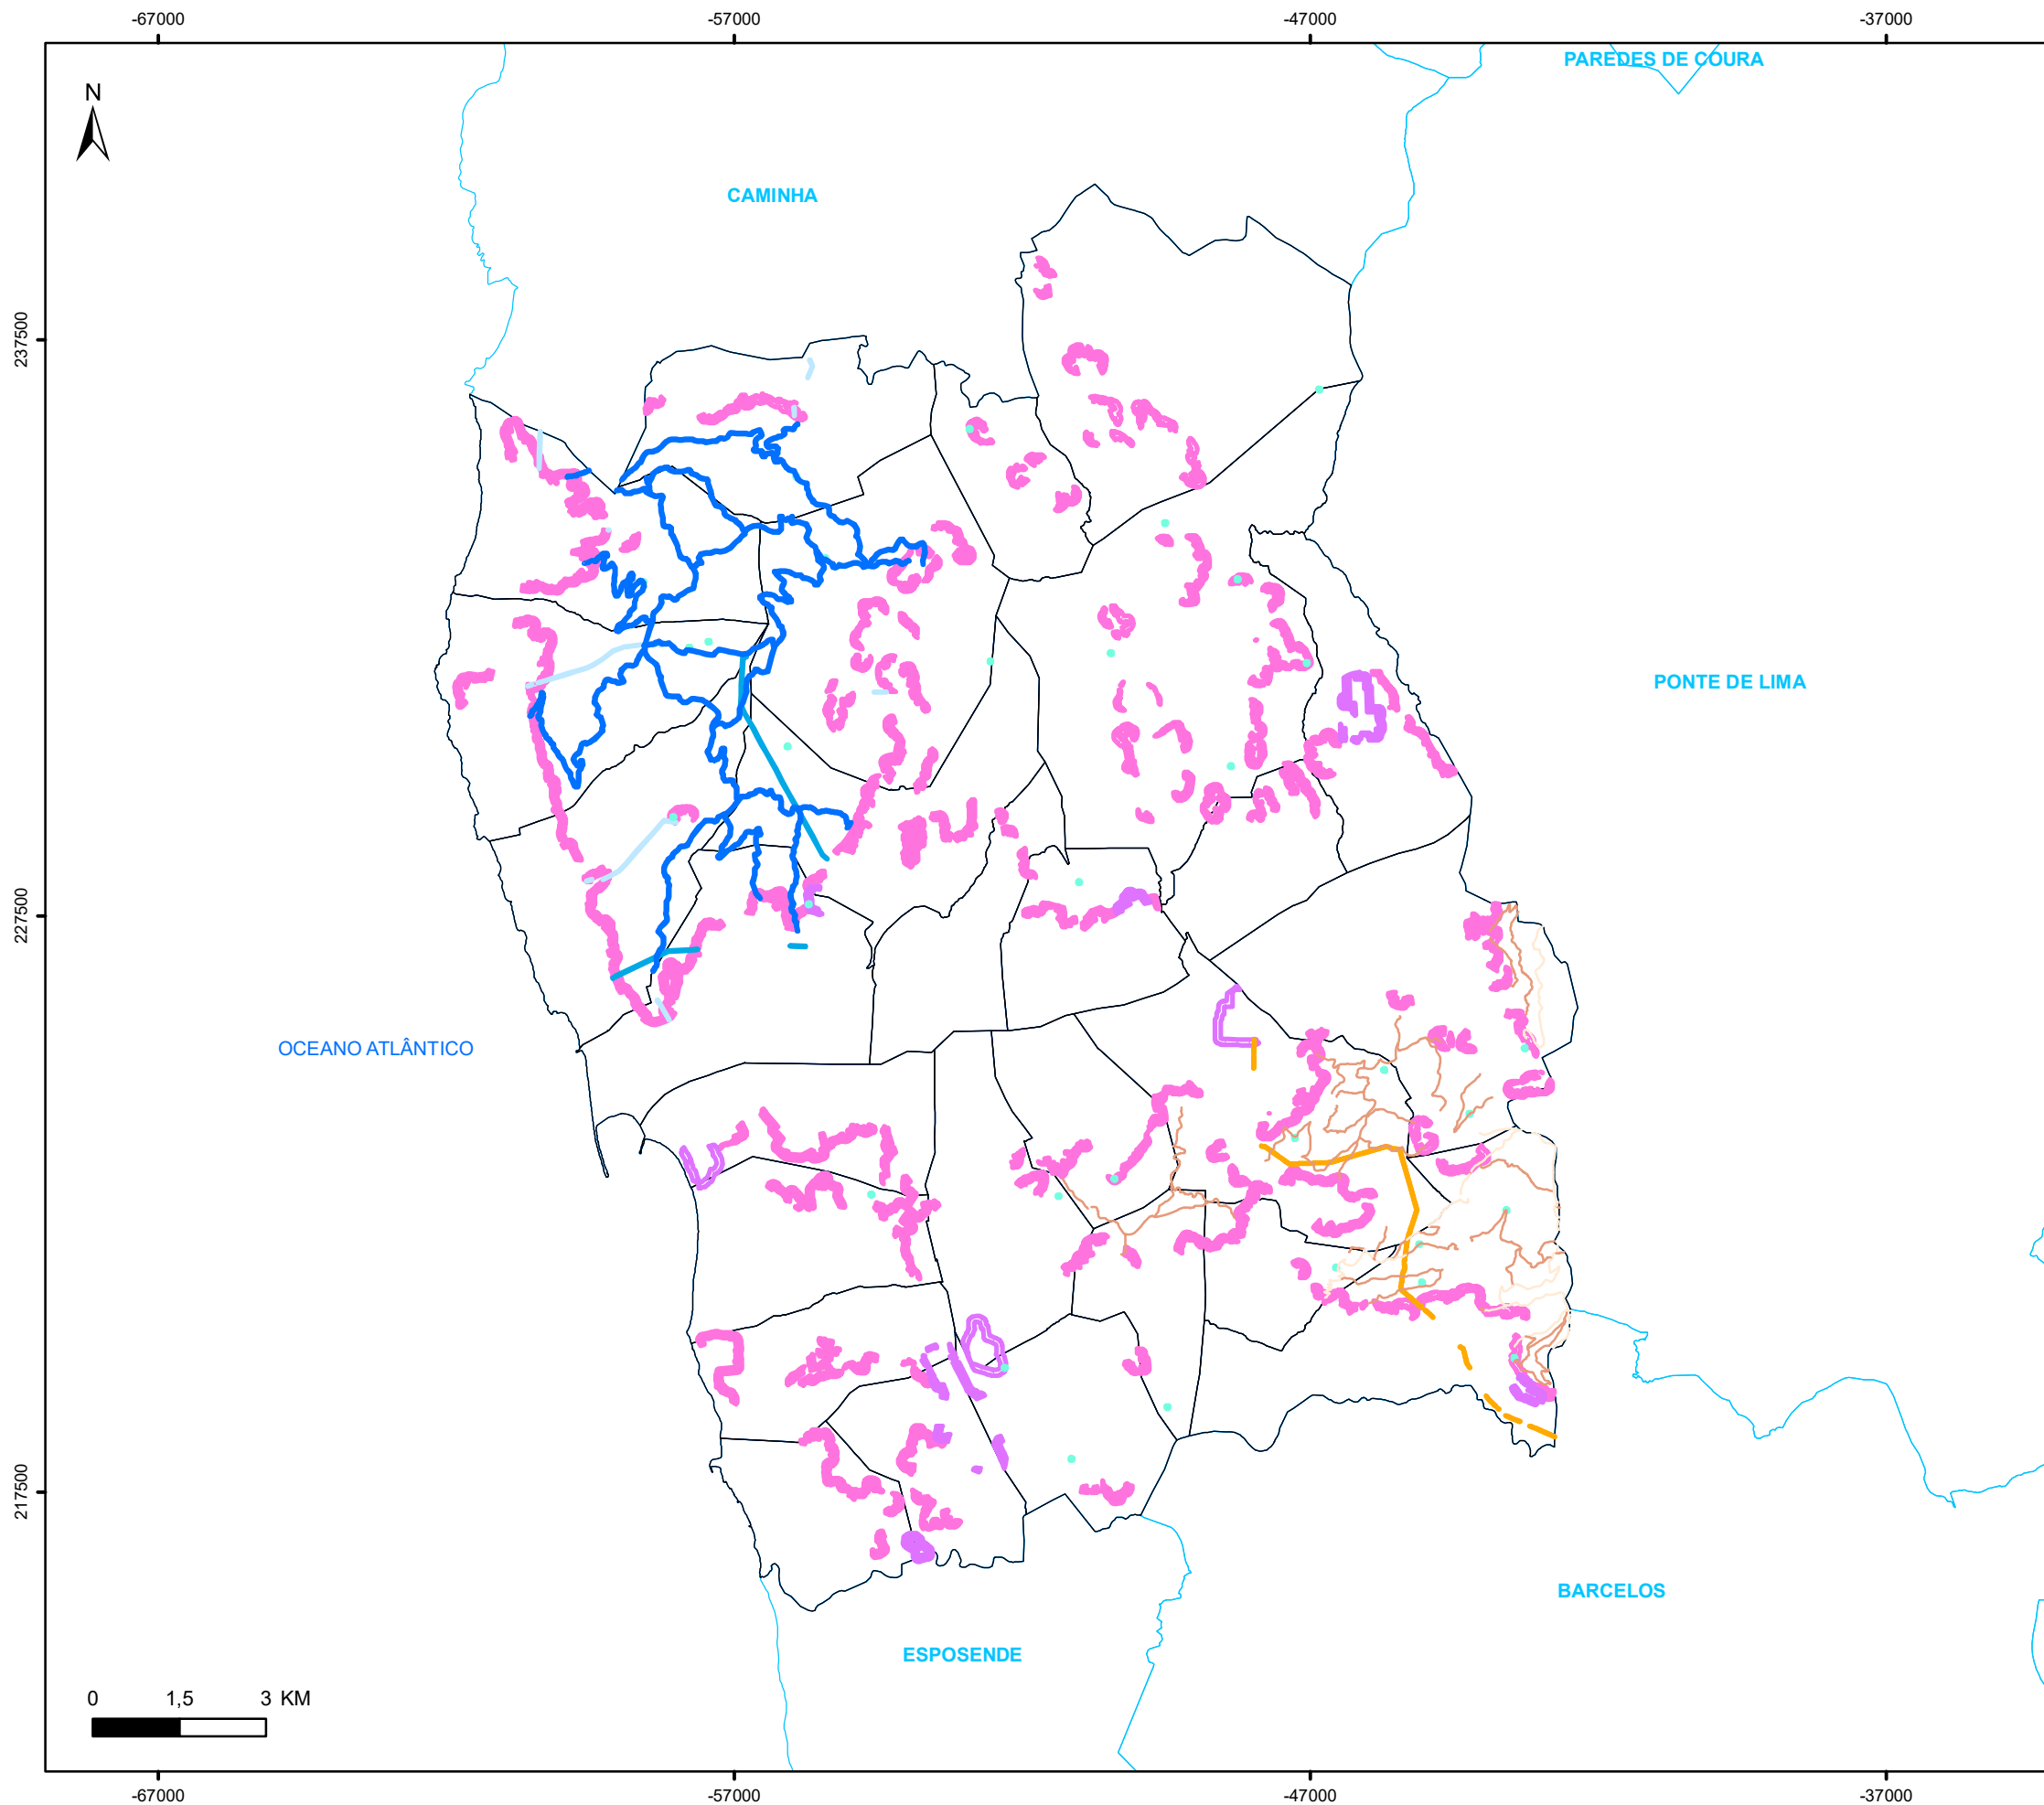 -67000 -57000 -47000 -37000
PAREDES DE COURA
N
CAMINHA
237500
PONTE DE LIMA
227500
OCEANO ATLÂNTICO
217500
BARCELOS
ESPOSENDE
0 1,5 3 KM
-67000 -57000 -47000 -37000